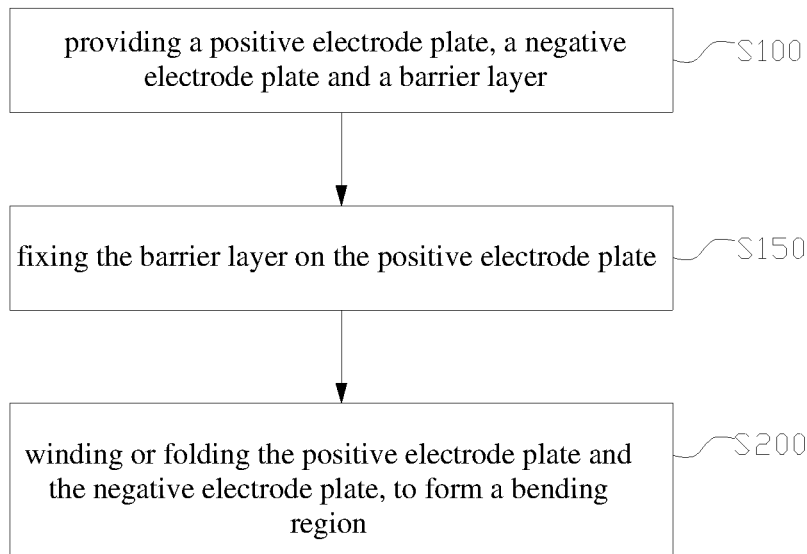 providing a positive electrode plate, a negative
electrode plate and a barrier layer
S100
fixing the barrier layer on the positive electrode plate
S150
winding or folding the positive electrode plate and
the negative electrode plate, to form a bending
region
S200